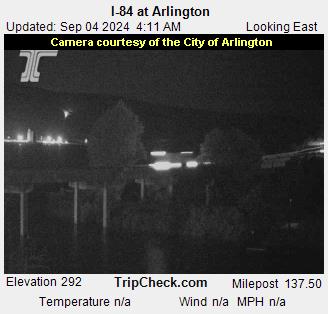 I-84 at Arlington
Updated: Sep 04 2024 4:11 AM Looking East
Camera courtesy of the City of Arlington
Elevation 292 TripCheck.com Milepost 137.50
Temperature n/a Wind n/a MPH n/a